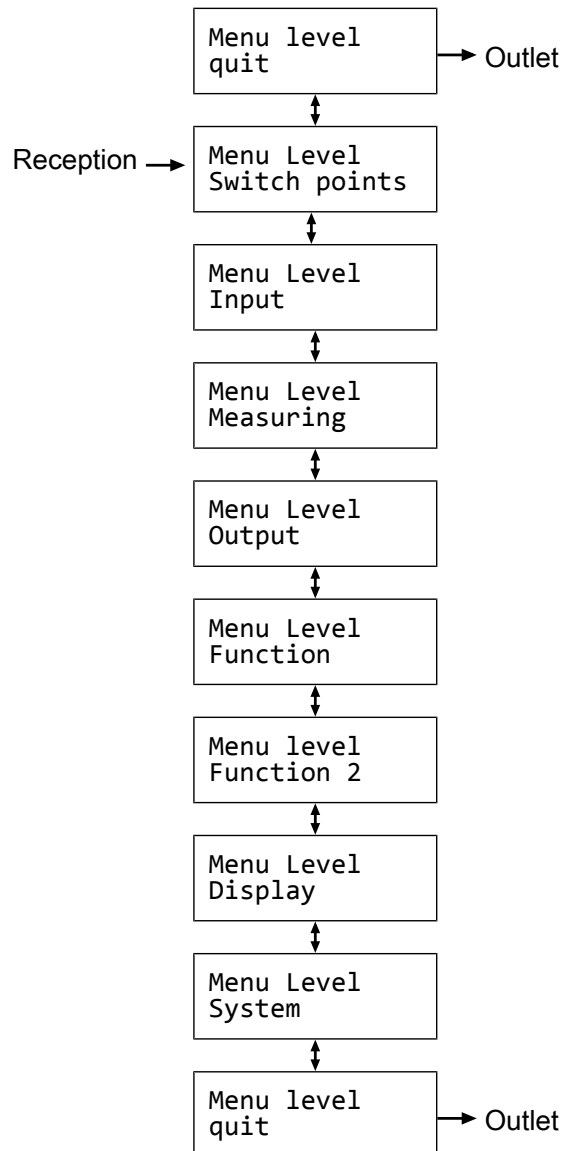 Menu level
quit
Outlet
Reception
Menu Level
Switch points
Menu Level
Input
Menu Level
Measuring
Menu Level
Output
Menu Level
Function
Menu level
Function 2
Menu Level
Display
Menu Level
System
Menu level
quit
Outlet